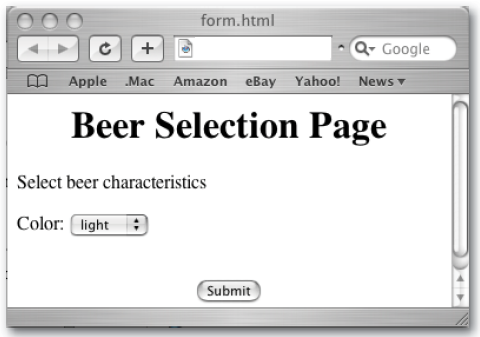 form.html
Google
Apple .Mac Amazon eBay Yahoo! News
Beer Selection Page
Select beer characteristics
Color: light
Submit